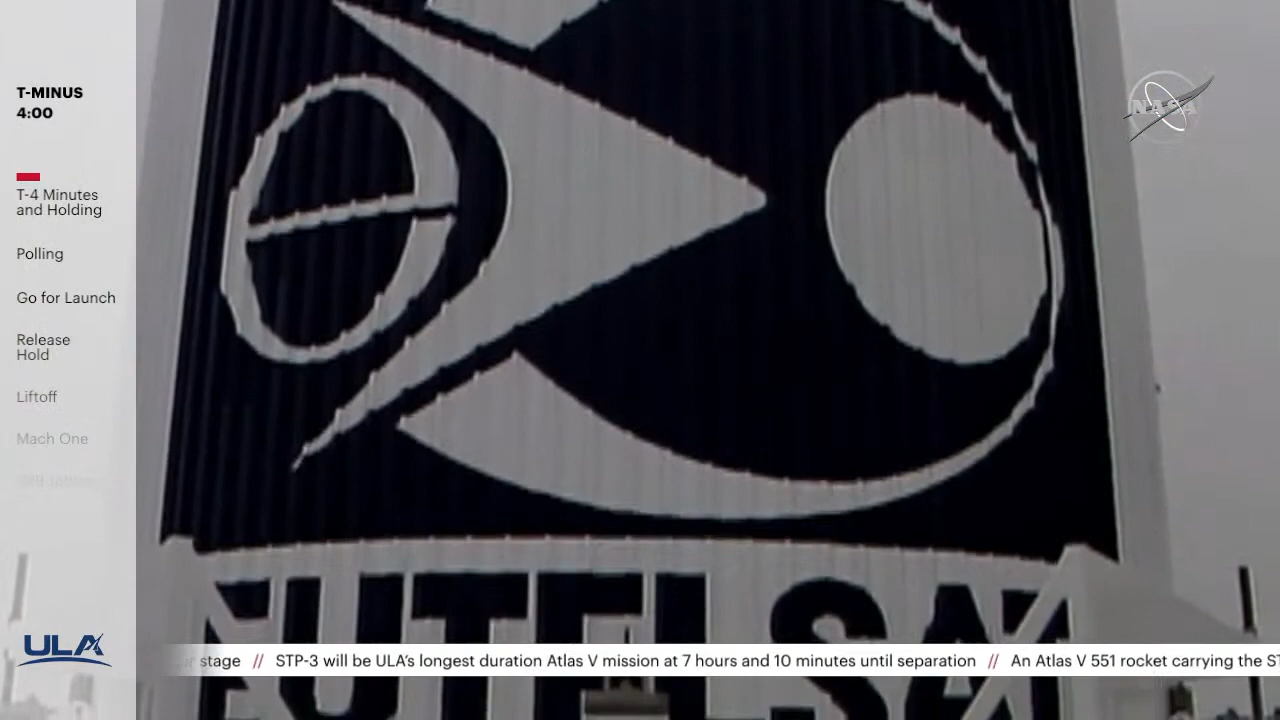 T-MINUS
4:00
T-4 Minutes
and Holding
Polling
Go for Launch
Release
Hold
Liftoff
Mach One
NASA
EUTELSA
stage // STP-3 will be ULA's longest duration Atlas V mission at 7 hours and 10 minutes until separation // An Atlas V 551 rocket carrying the
ULA